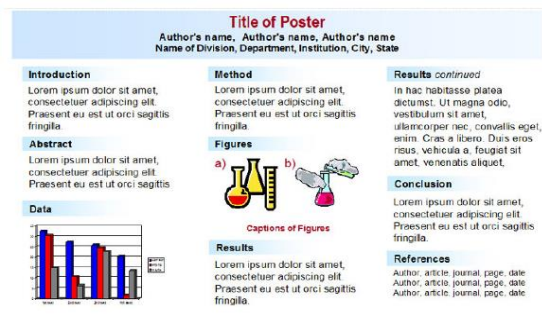 Title of Poster
Author's name, Author's name, Author's name
Name of Division, Department, Institution, City, State
Introduction
Lorem ipsum dolor sit amet,
consectetuer adipiscing elit.
Praesent eu est ut orci sagittis
fringilla.
Abstract
Lorem ipsum dolor sit amet,
consectetuer adipiscing elit.
Praesent eu est ut orci sagittis
Data
Method
Lorem ipsum dolor sit amet,
consectetuer adipiscing elit.
Praesent eu est ut orci sagittis
fringilla.
Figures
a)
b)
Captions of Figures
Results
Lorem ipsum dolor sit amet,
consectetuer adipiscing elit.
Praesent eu est ut orci sagittis
fringilla.
Results continued
In hac habitasse platea
dictumst. Ut magna odio,
vestibulum sit amet,
ullamcorper nec, convallis eget,
enim. Cras a libero. Duis eros
risus, vehicula a, feugiat sit
amet, venenatis aliquet,
Conclusion
Lorem ipsum dolor sit amet,
consectetuer adipiscing elit.
Praesent eu est ut orci sagittis
fringilla.
References
Author, article, journal, page, date
Author, article, journal, page, date
Author, article, journal, page, date